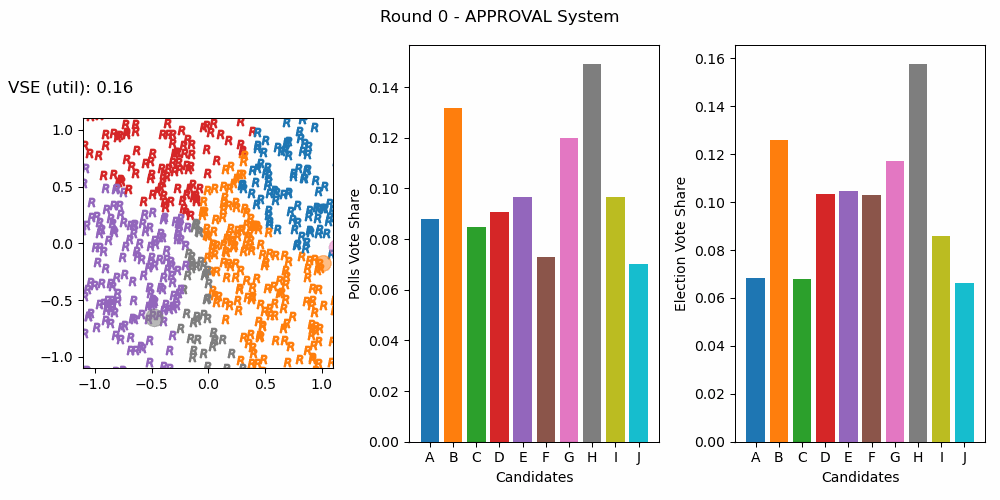 Round 0 - APPROVAL System
VSE (util): 0.16
1.0
0.5
0.0
−0.5
−1.0
−1.0 −0.5 0.0 0.5 1.0
Polls Vote Share
0.14
0.12
0.10
0.08
0.06
0.04
0.02
0.00
A B C D E F G H I J
Candidates
Election Vote Share
0.16
0.14
0.12
0.10
0.08
0.06
0.04
0.02
0.00
A B C D E F G H I J
Candidates